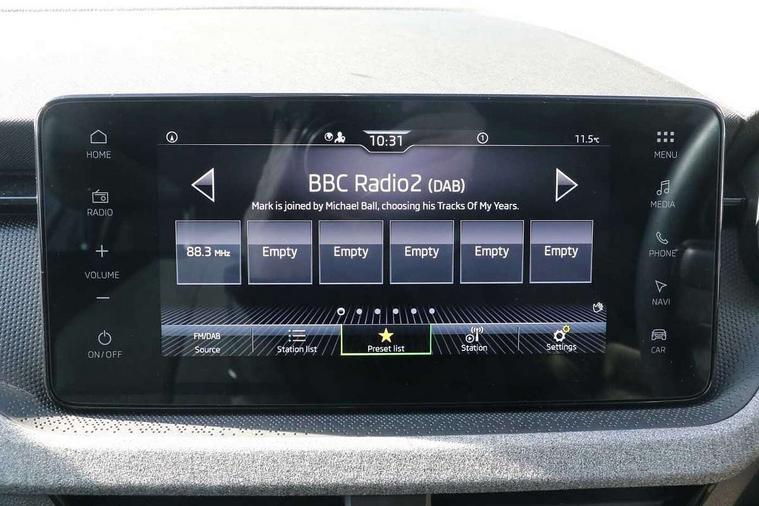 10:31
1
11.5°C
HOME
MENU
BBC Radio2 (DAB)
RADIO
MEDIA
Mark is joined by Michael Ball, choosing his Tracks Of My Years.
88.3 MHz Empty Empty Empty Empty Empty
VOLUME
PHONE
NAVI
FM/DAB
Source Station list Preset list Station Settings
ON/OFF
CAR